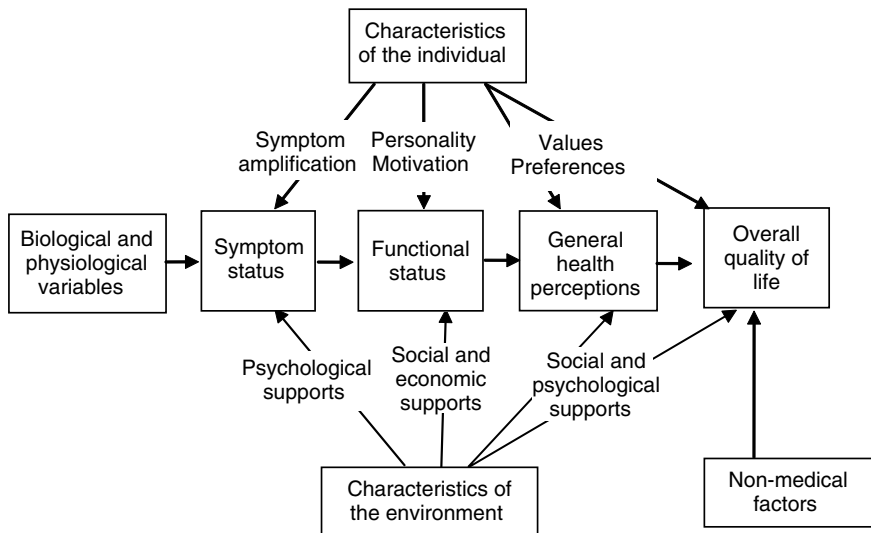 Characteristics
of the individual
Symptom
amplification
Personality
Motivation
Values
Preferences
Biological and
physiological
variables
Symptom
status
Functional
status
General
health
perceptions
Overall
quality of
life
Psychological
supports
Social and
economic
supports
Social and
psychological
supports
Characteristics of
the environment
Non-medical
factors